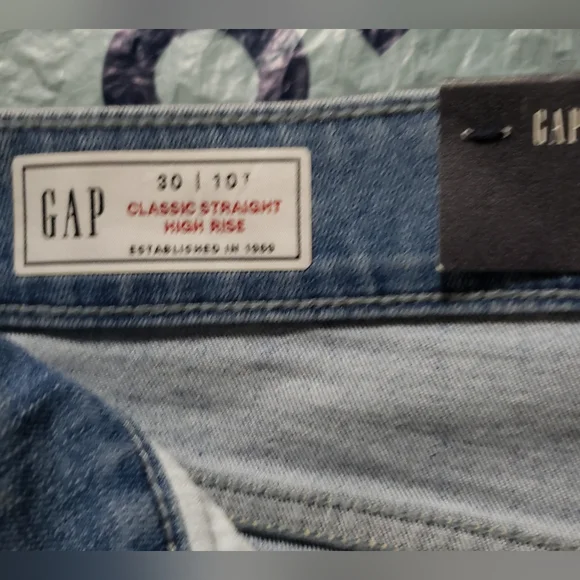 GAP
30 | 10T
CLASSIC STRAIGHT
HIGH RISE
ESTABLISHED IN 1969
GAP